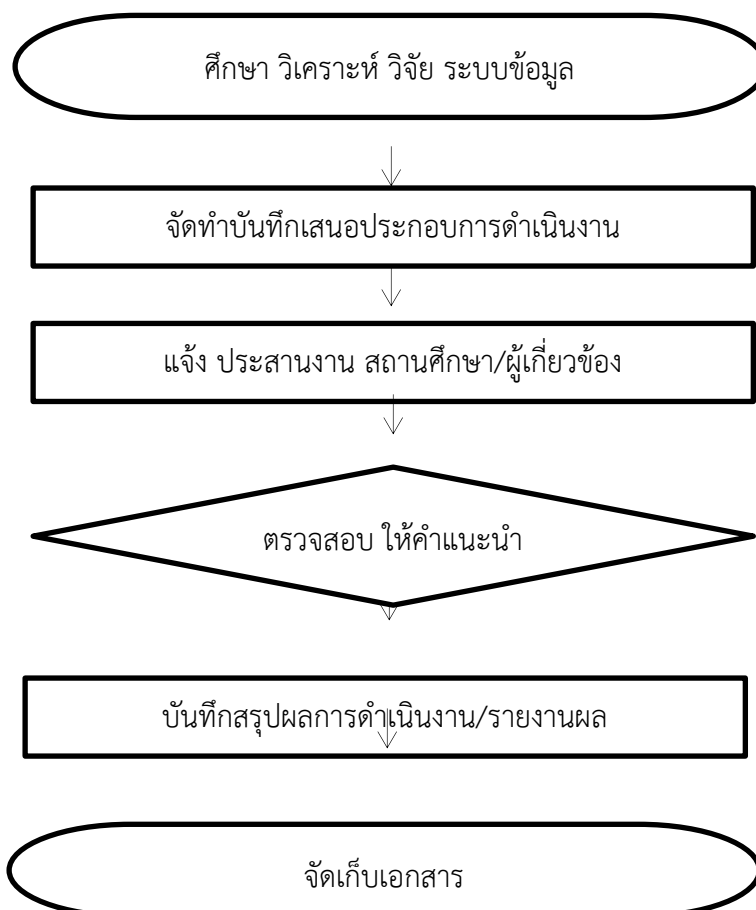 ศึกษา วิเคราะห์ วิจัย ระบบข้อมูล
จัดทำบันทึกเสนอประกอบการดำเนินงาน
แจ้ง ประสานงาน สถานศึกษา/ผู้เกี่ยวข้อง
ตรวจสอบ ให้คำแนะนำ
บันทึกสรุปผลการดำเนินงาน/รายงานผล
จัดเก็บเอกสาร